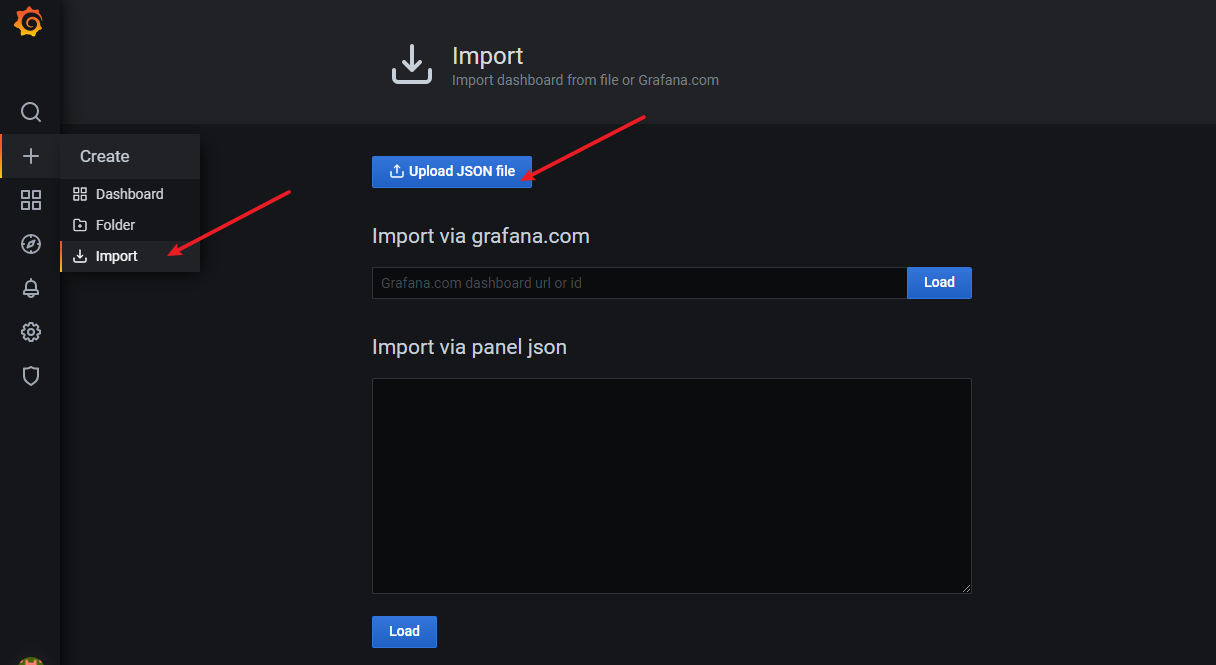 Import
Import dashboard from file or Grafana.com
Create
Dashboard
Folder
Import
Upload JSON file
Import via grafana.com
Grafana.com dashboard url or id
Load
Import via panel json
Load